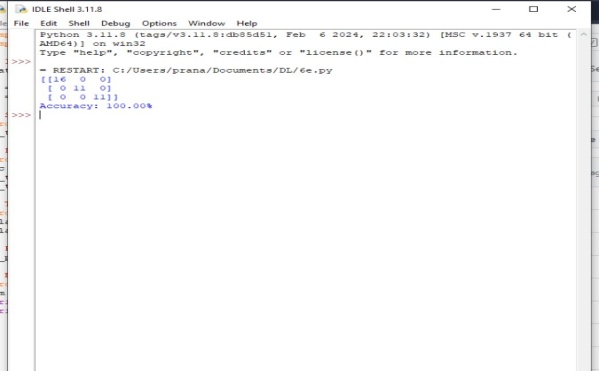 IDLE Shell 3.11.8
File Edit Shell Debug Options Window Help
Python 3.11.8 (tags/v3.11.8:db85d51, Feb 6 2024, 22:03:32) [MSC v.1937 64 bit (
AMD64)] on win32
Type "help", "copyright", "credits" or "license()" for more information.
>>>
= RESTART: C:/Users/prana/Documents/DL/6e.py
[[16 0 0]
[ 0 11 0]
[ 0 0 11]]
Accuracy: 100.00%
>>>